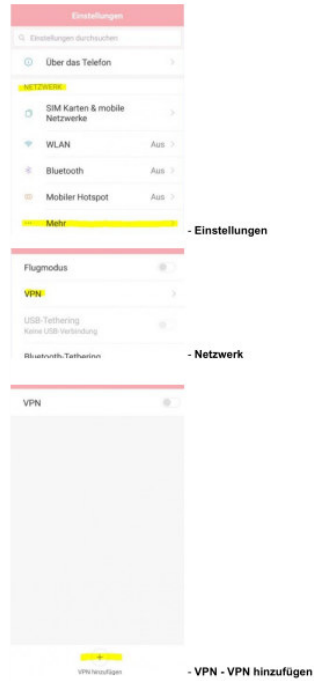 Einstellungen
Einstellungen durchsuchen
Über das Telefon
NETZWERK
SIM Karten & mobile
Netzwerke
WLAN Aus
Bluetooth Aus
Mobiler Hotspot Aus
Mehr
- Einstellungen
Flugmodus
VPN
USB-Tethering
Keine USB-Verbindung
Bluetooth-Tethering
- Netzwerk
VPN
+
VPN hinzufügen
- VPN - VPN hinzufügen